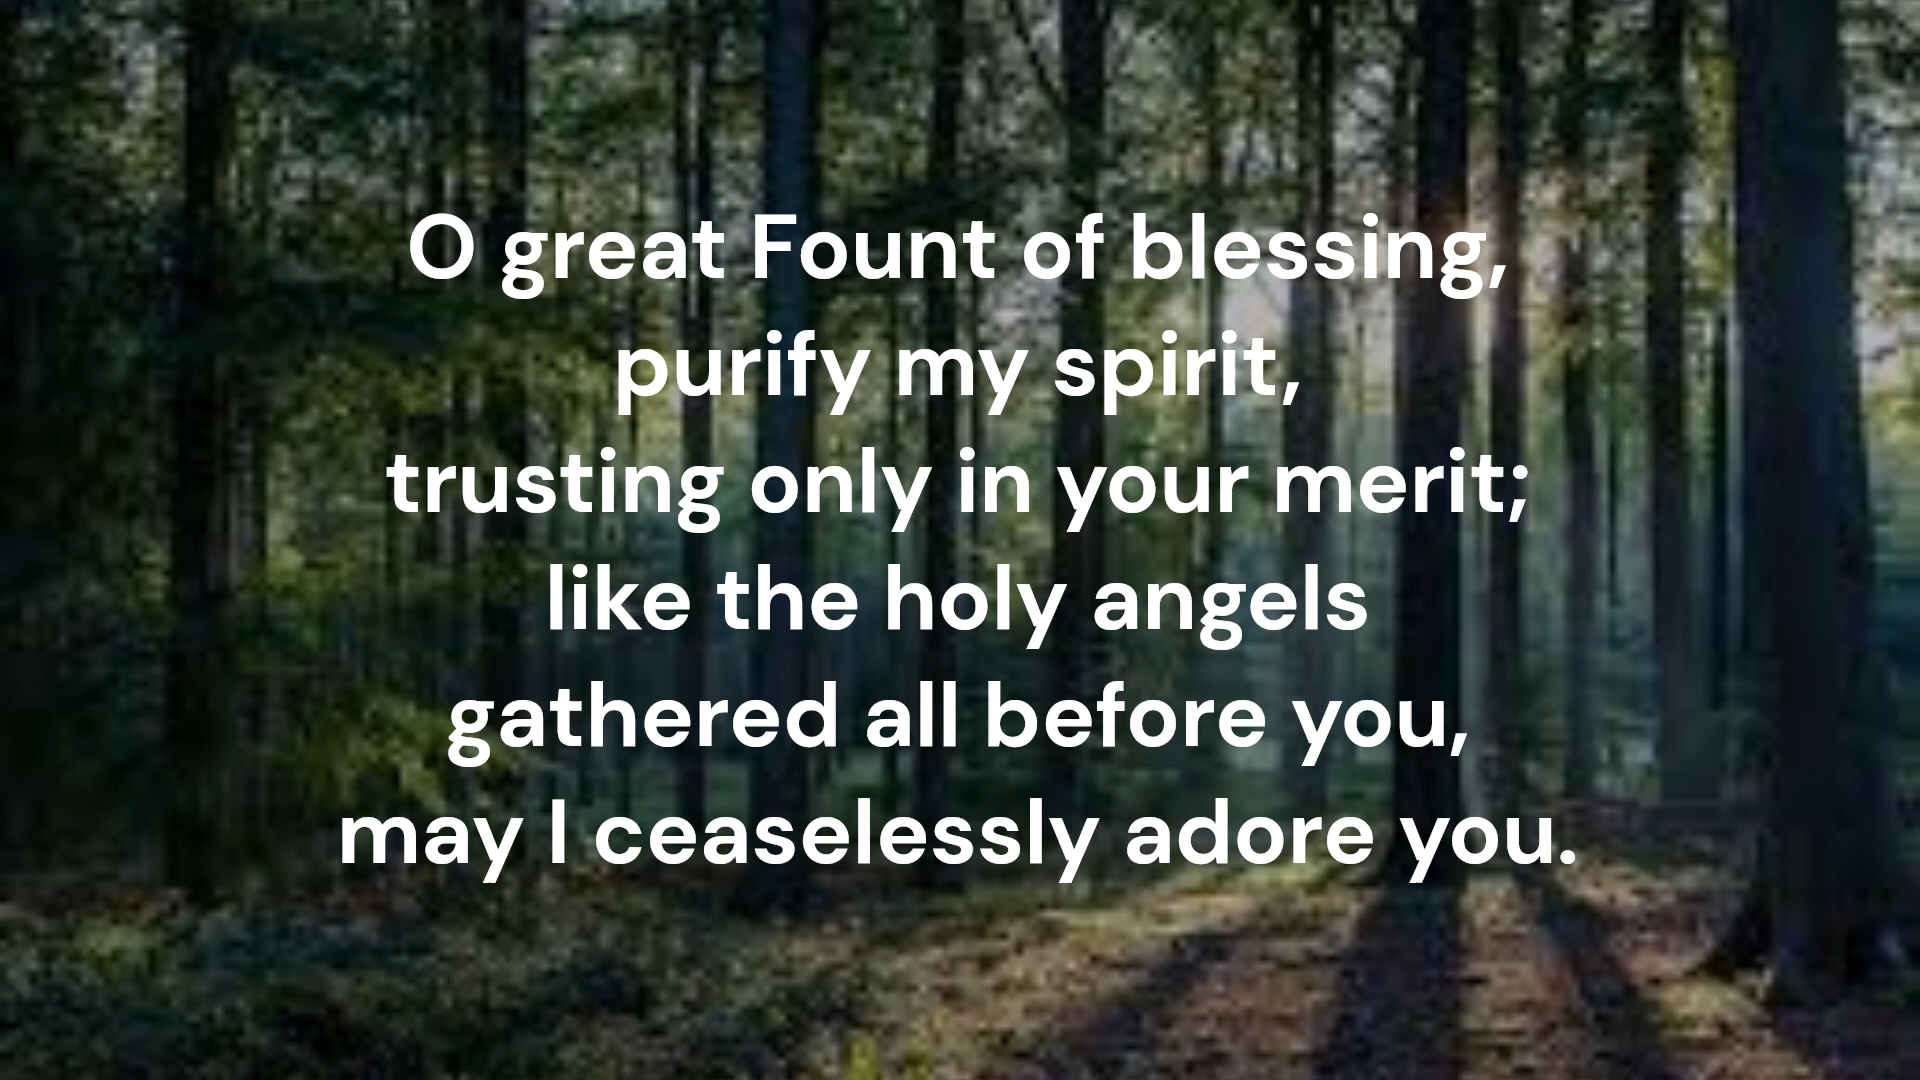 O great Fount of blessing,
purify my spirit,
trusting only in your merit;
like the holy angels
gathered all before you,
may I ceaselessly adore you.